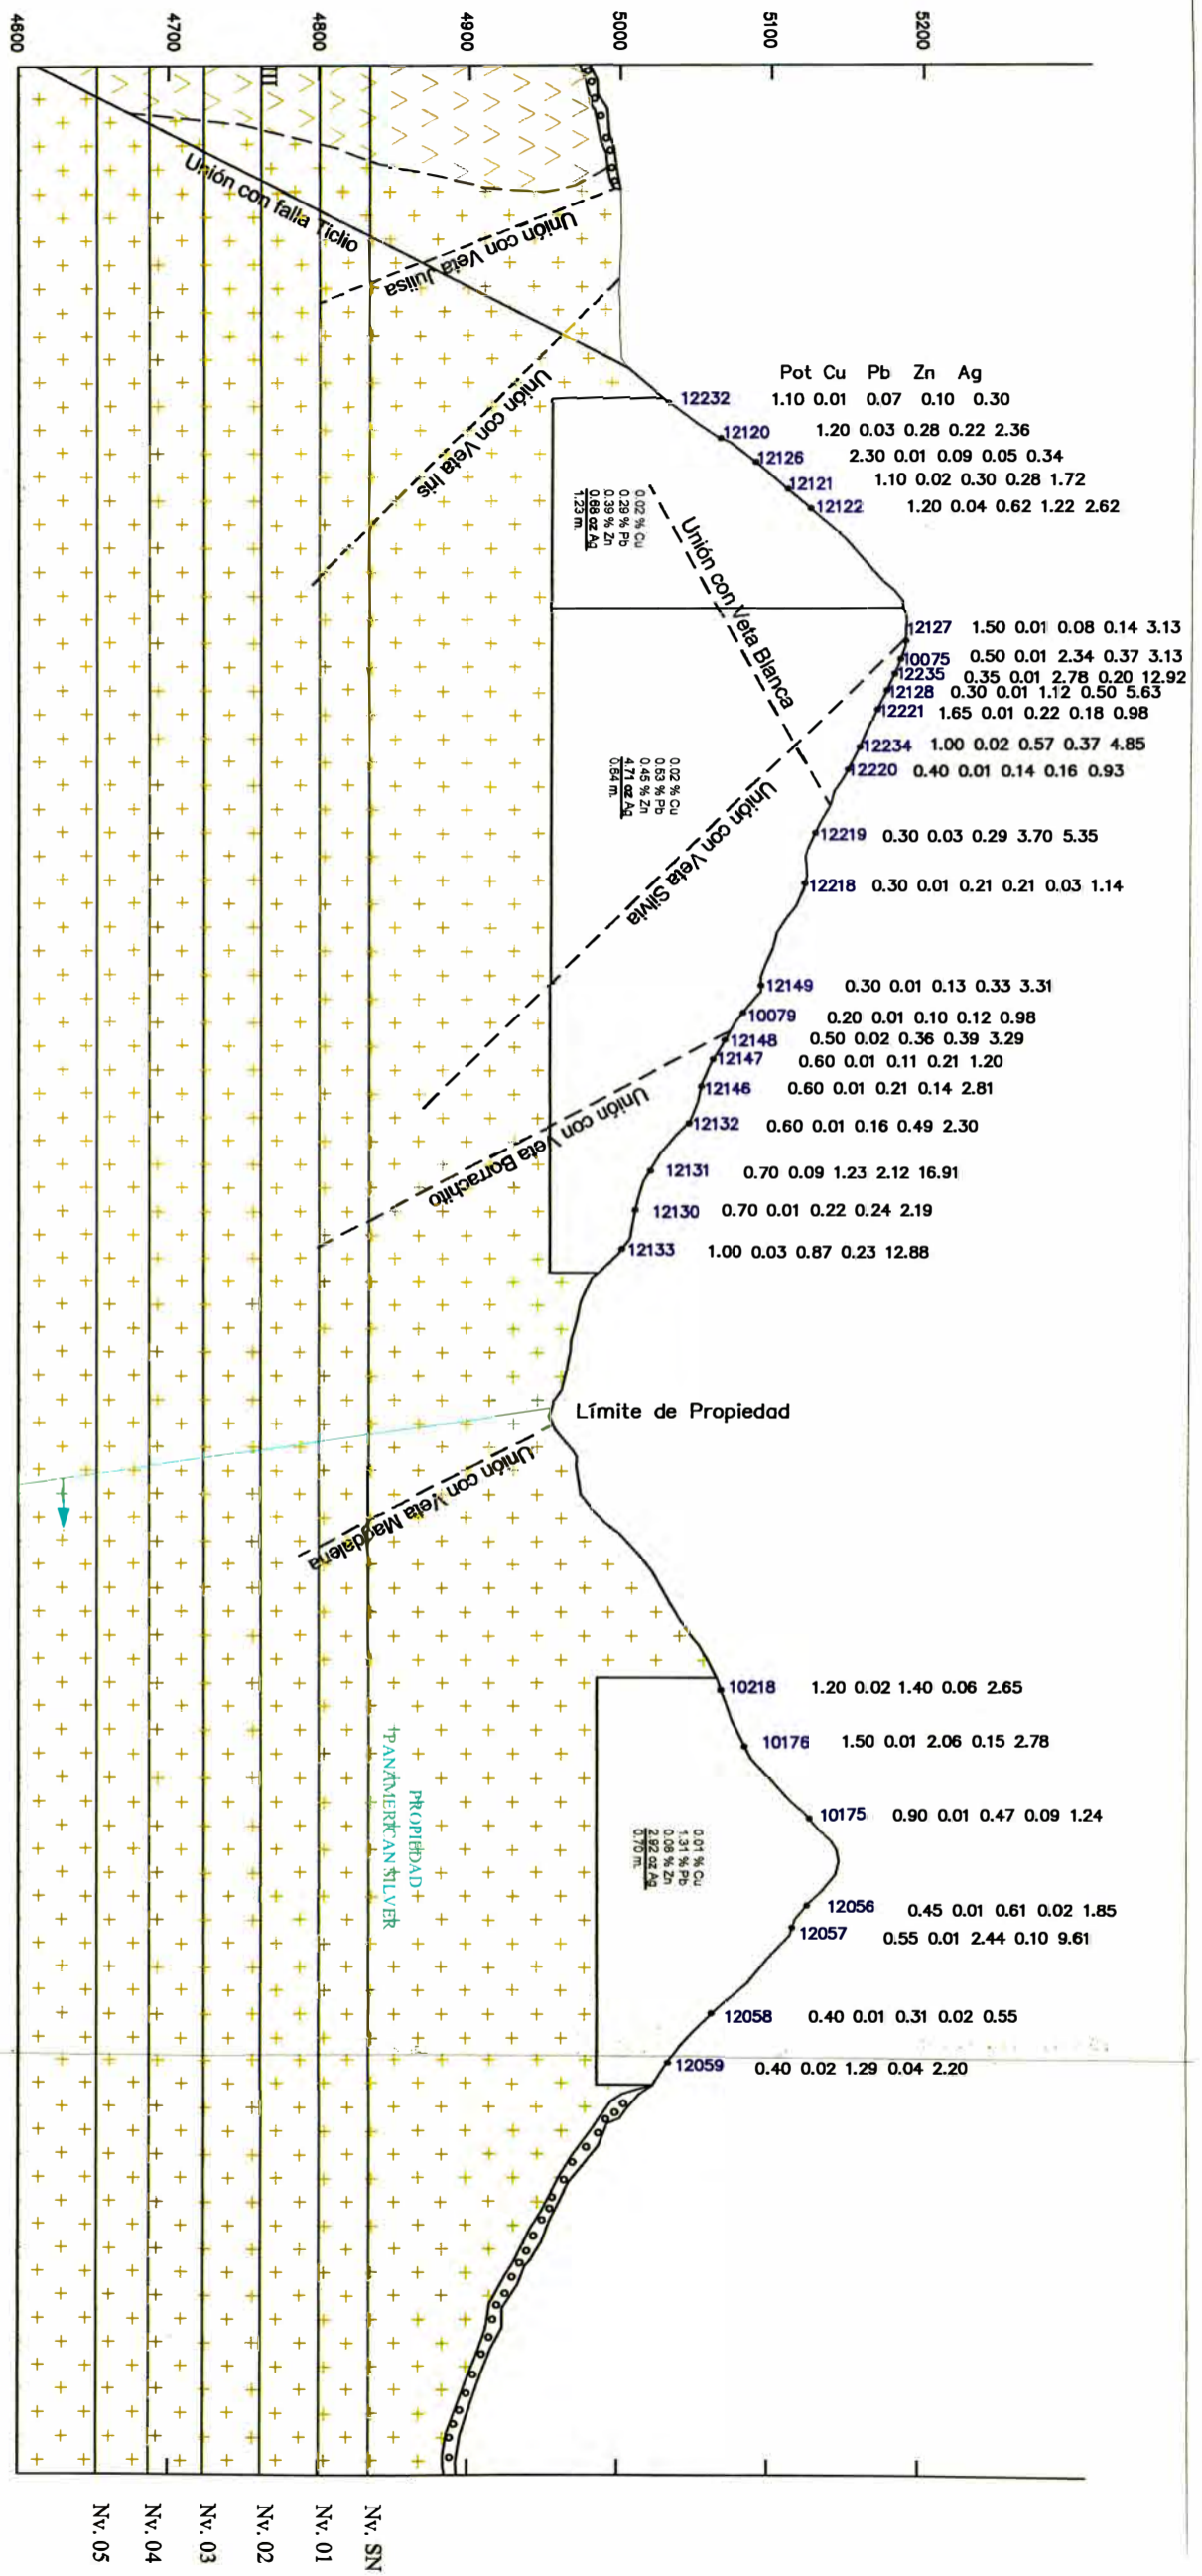 4600
4700
4800
4900
5000
5100
5200
III
Unión con falla Ticlio
Unión con Veta Julisa
Unión con Veta Iris
Pot Cu Pb Zn Ag
12232 1.10 0.01 0.07 0.10 0.30
12120 1.20 0.03 0.28 0.22 2.36
12126 2.30 0.01 0.09 0.05 0.34
12121 1.10 0.02 0.30 0.28 1.72
12122 1.20 0.04 0.62 1.22 2.62
0.02 % Cu
0.29 % Pb
0.39 % Zn
0.68 oz Ag
1.23 m.
Unión con Veta Blanca
12127 1.50 0.01 0.08 0.14 3.13
10075 0.50 0.01 2.34 0.37 3.13
12235 0.35 0.01 2.78 0.20 12.92
12128 0.30 0.01 1.12 0.50 5.63
12221 1.65 0.01 0.22 0.18 0.98
12234 1.00 0.02 0.57 0.37 4.85
12220 0.40 0.01 0.14 0.16 0.93
0.02 % Cu
0.63 % Pb
0.45 % Zn
4.71 oz Ag
0.64 m.
Unión con Veta Silvia
12219 0.30 0.03 0.29 3.70 5.35
12218 0.30 0.01 0.21 0.21 0.03 1.14
12149 0.30 0.01 0.13 0.33 3.31
10079 0.20 0.01 0.10 0.12 0.98
12148 0.50 0.02 0.36 0.39 3.29
12147 0.60 0.01 0.11 0.21 1.20
12146 0.60 0.01 0.21 0.14 2.81
12132 0.60 0.01 0.16 0.49 2.30
Unión con Veta Borrachito
12131 0.70 0.09 1.23 2.12 16.91
12130 0.70 0.01 0.22 0.24 2.19
12133 1.00 0.03 0.87 0.23 12.88
Límite de Propiedad
Unión con Veta Magdalena
10218 1.20 0.02 1.40 0.06 2.65
10176 1.50 0.01 2.06 0.15 2.78
10175 0.90 0.01 0.47 0.09 1.24
PROPIEDAD
PANAMERICAN SILVER
0.01 % Cu
1.31 % Pb
0.08 % Zn
2.92 oz Ag
0.70 m.
12056 0.45 0.01 0.61 0.02 1.85
12057 0.55 0.01 2.44 0.10 9.61
12058 0.40 0.01 0.31 0.02 0.55
12059 0.40 0.02 1.29 0.04 2.20
Nv. 05
Nv. 04
Nv. 03
Nv. 02
Nv. 01
Nv. SN